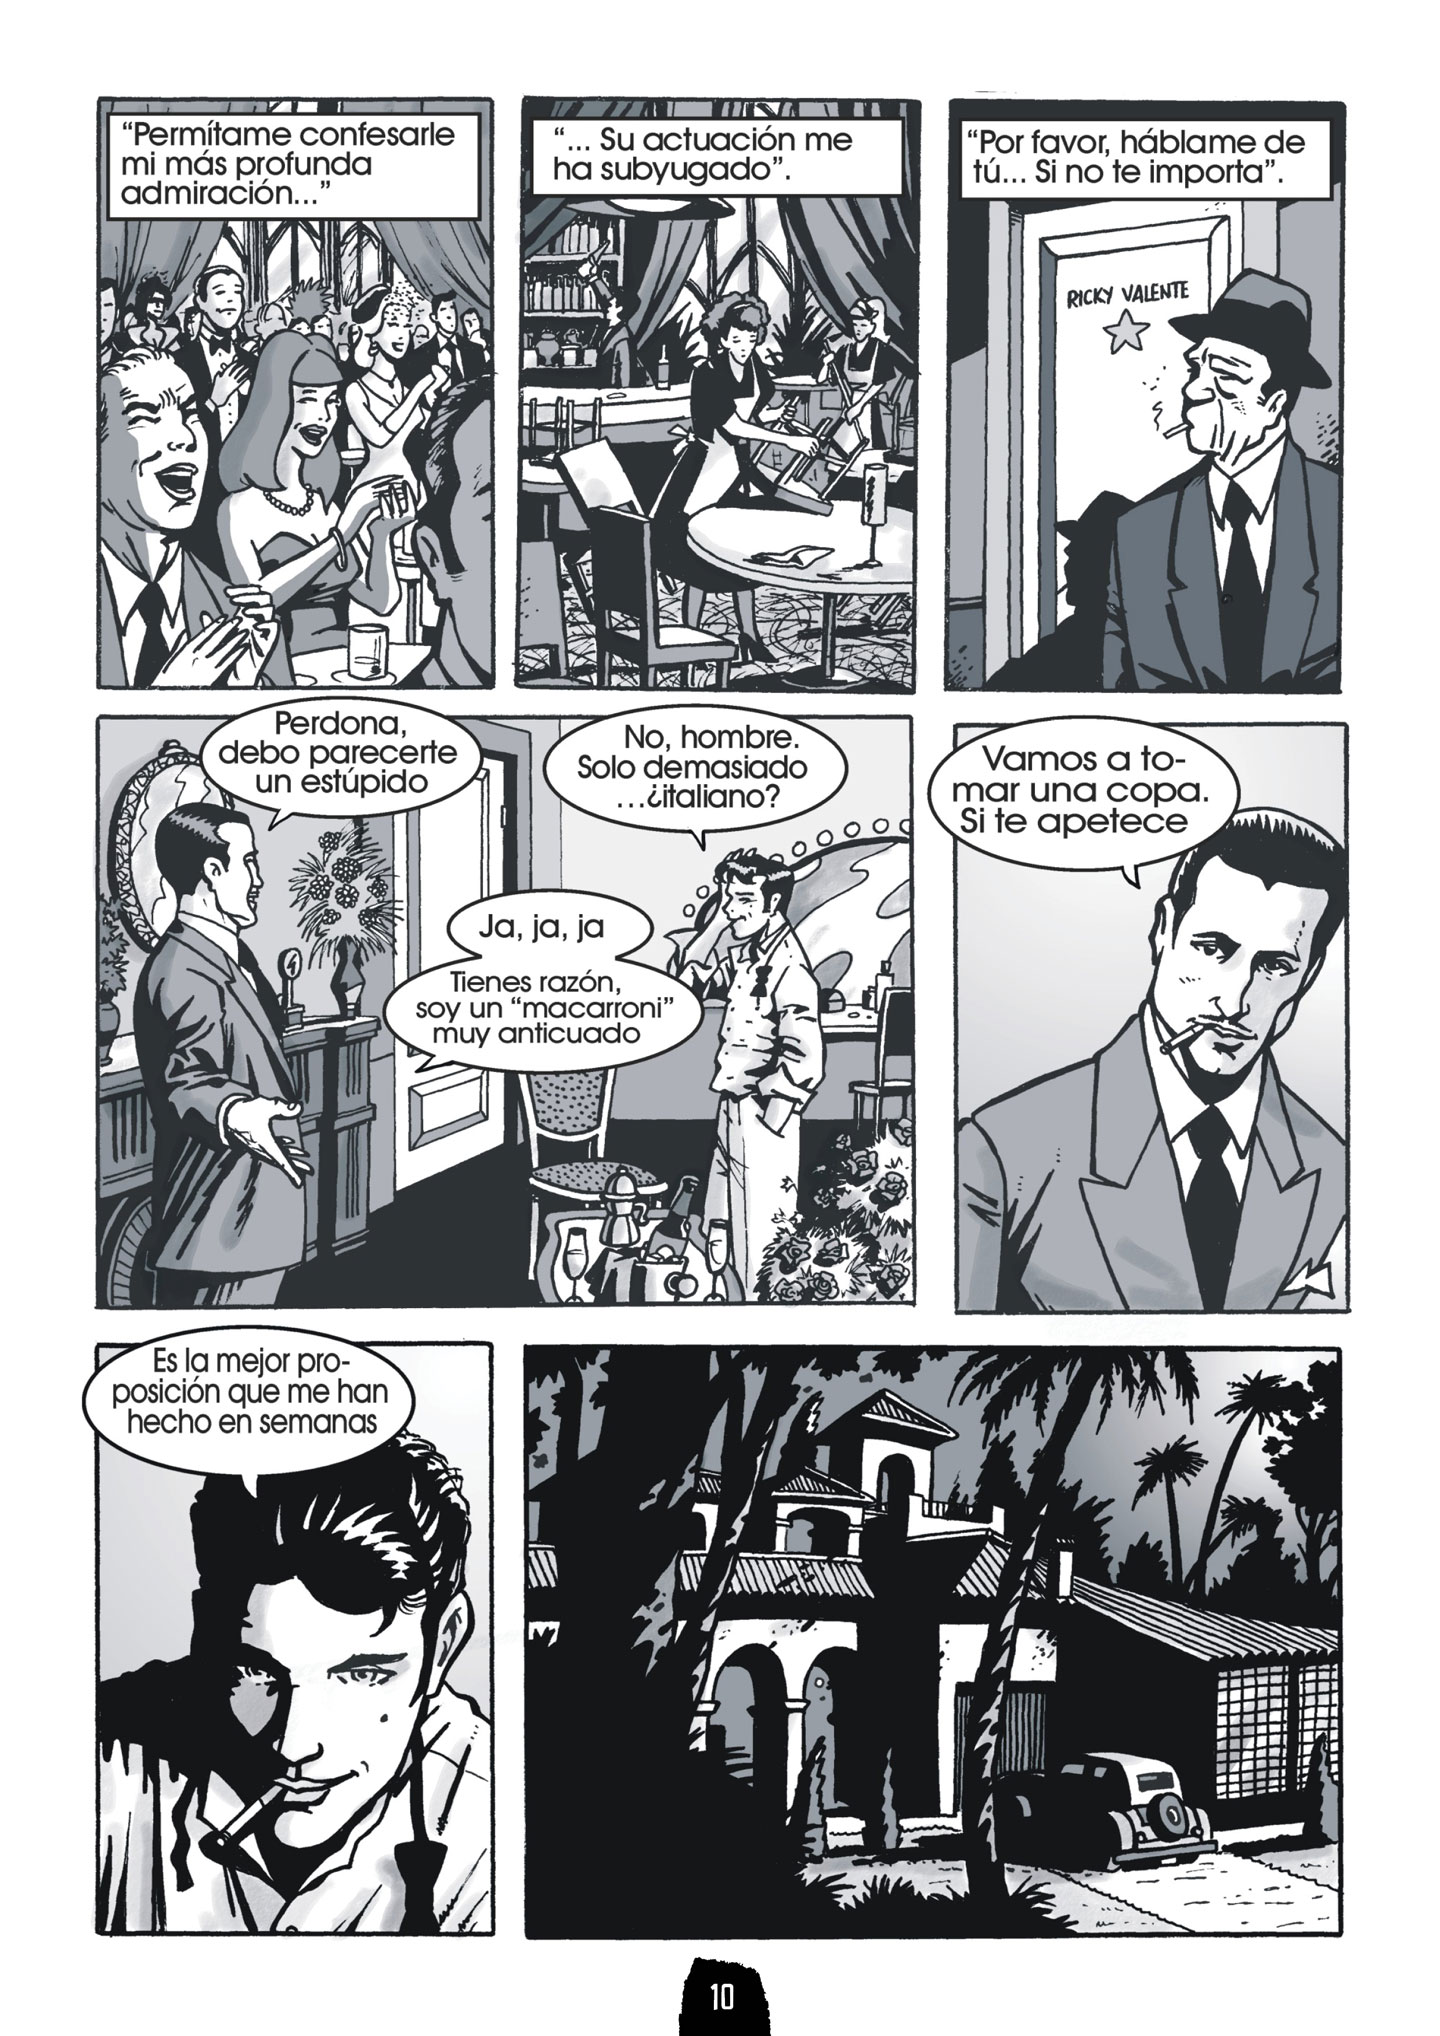 “Permítame confesarle
mi más profunda
admiración...”
“... Su actuación me
ha subyugado”.
“Por favor, háblame de
tú... Si no te importa”.
RICKY VALENTE
Perdona,
debo parecerte
un estúpido
No, hombre.
Solo demasiado
...¿italiano?
Ja, ja, ja
Tienes razón,
soy un “macarroni”
muy anticuado
Vamos a to-
mar una copa.
Si te apetece
Es la mejor pro-
posición que me han
hecho en semanas
10